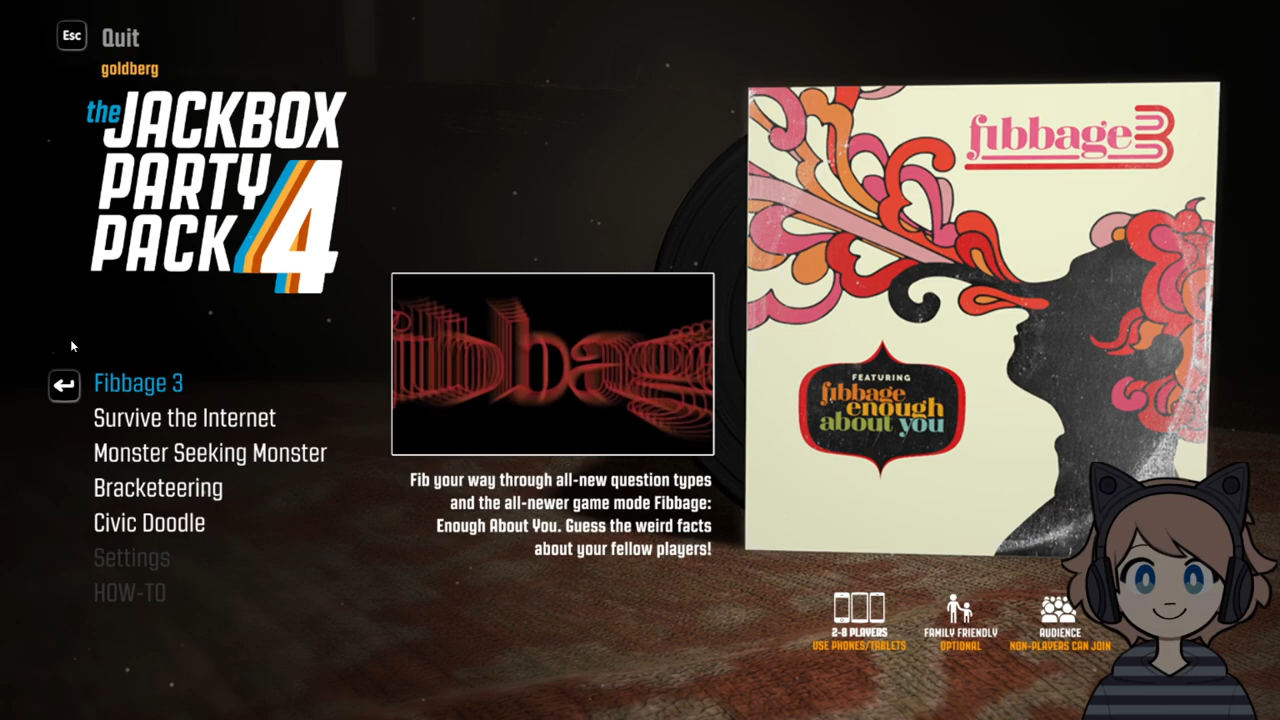 Esc Quit
goldberg
the JACKBOX
PARTY
PACK 4
Fibbage 3
Survive the Internet
Monster Seeking Monster
Bracketeering
Civic Doodle
Settings
HOW-TO
Fib your way through all-new question types
and the all-newer game mode Fibbage:
Enough About You. Guess the weird facts
about your fellow players!
fibbage 3
FEATURING
fibbage
enough
about you
2-8 PLAYERS
USE PHONES/TABLETS
FAMILY FRIENDLY
OPTIONAL
AUDIENCE
NON-PLAYERS CAN JOIN